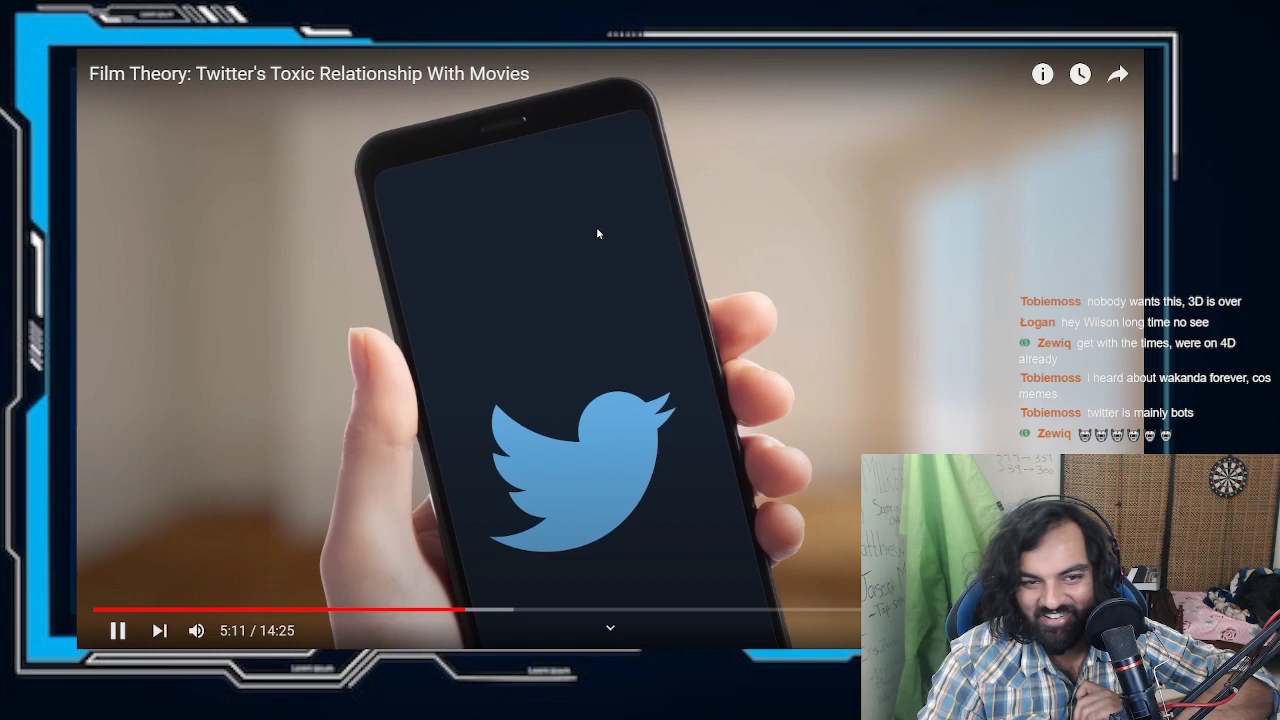 Film Theory: Twitter's Toxic Relationship With Movies
Tobiemoss nobody wants this, 3D is over
Łogan hey Wilson long time no see
Zewiq get with the times, were on 4D
already
Tobiemoss i heard about wakanda forever, cos
memes
Tobiemoss twitter is mainly bots
Zewiq
5:11 / 14:25